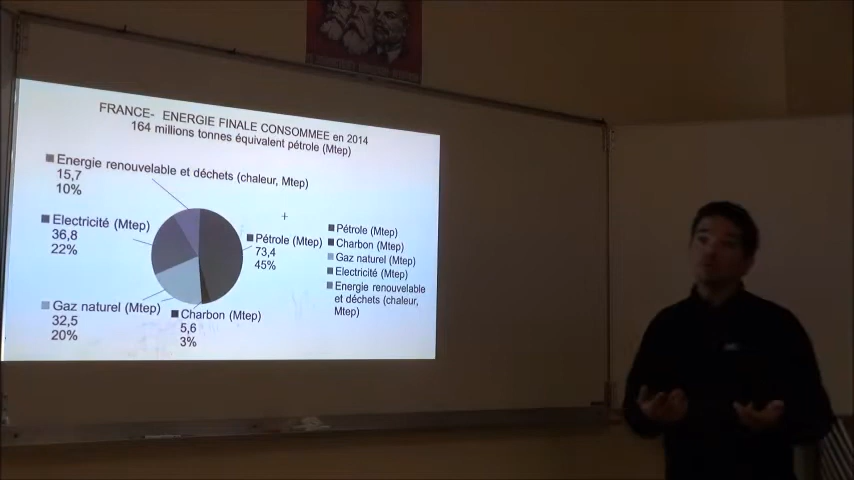 FRANCE- ENERGIE FINALE CONSOMMEE en 2014
164 millions tonnes équivalent pétrole (Mtep)
Energie renouvelable et déchets (chaleur, Mtep)
15,7
10%
Electricité (Mtep)
36,8
22%
Gaz naturel (Mtep)
32,5
20%
Charbon (Mtep)
5,6
3%
Pétrole (Mtep)
73,4
45%
Pétrole (Mtep)
Charbon (Mtep)
Gaz naturel (Mtep)
Electricité (Mtep)
Energie renouvelable
et déchets (chaleur,
Mtep)